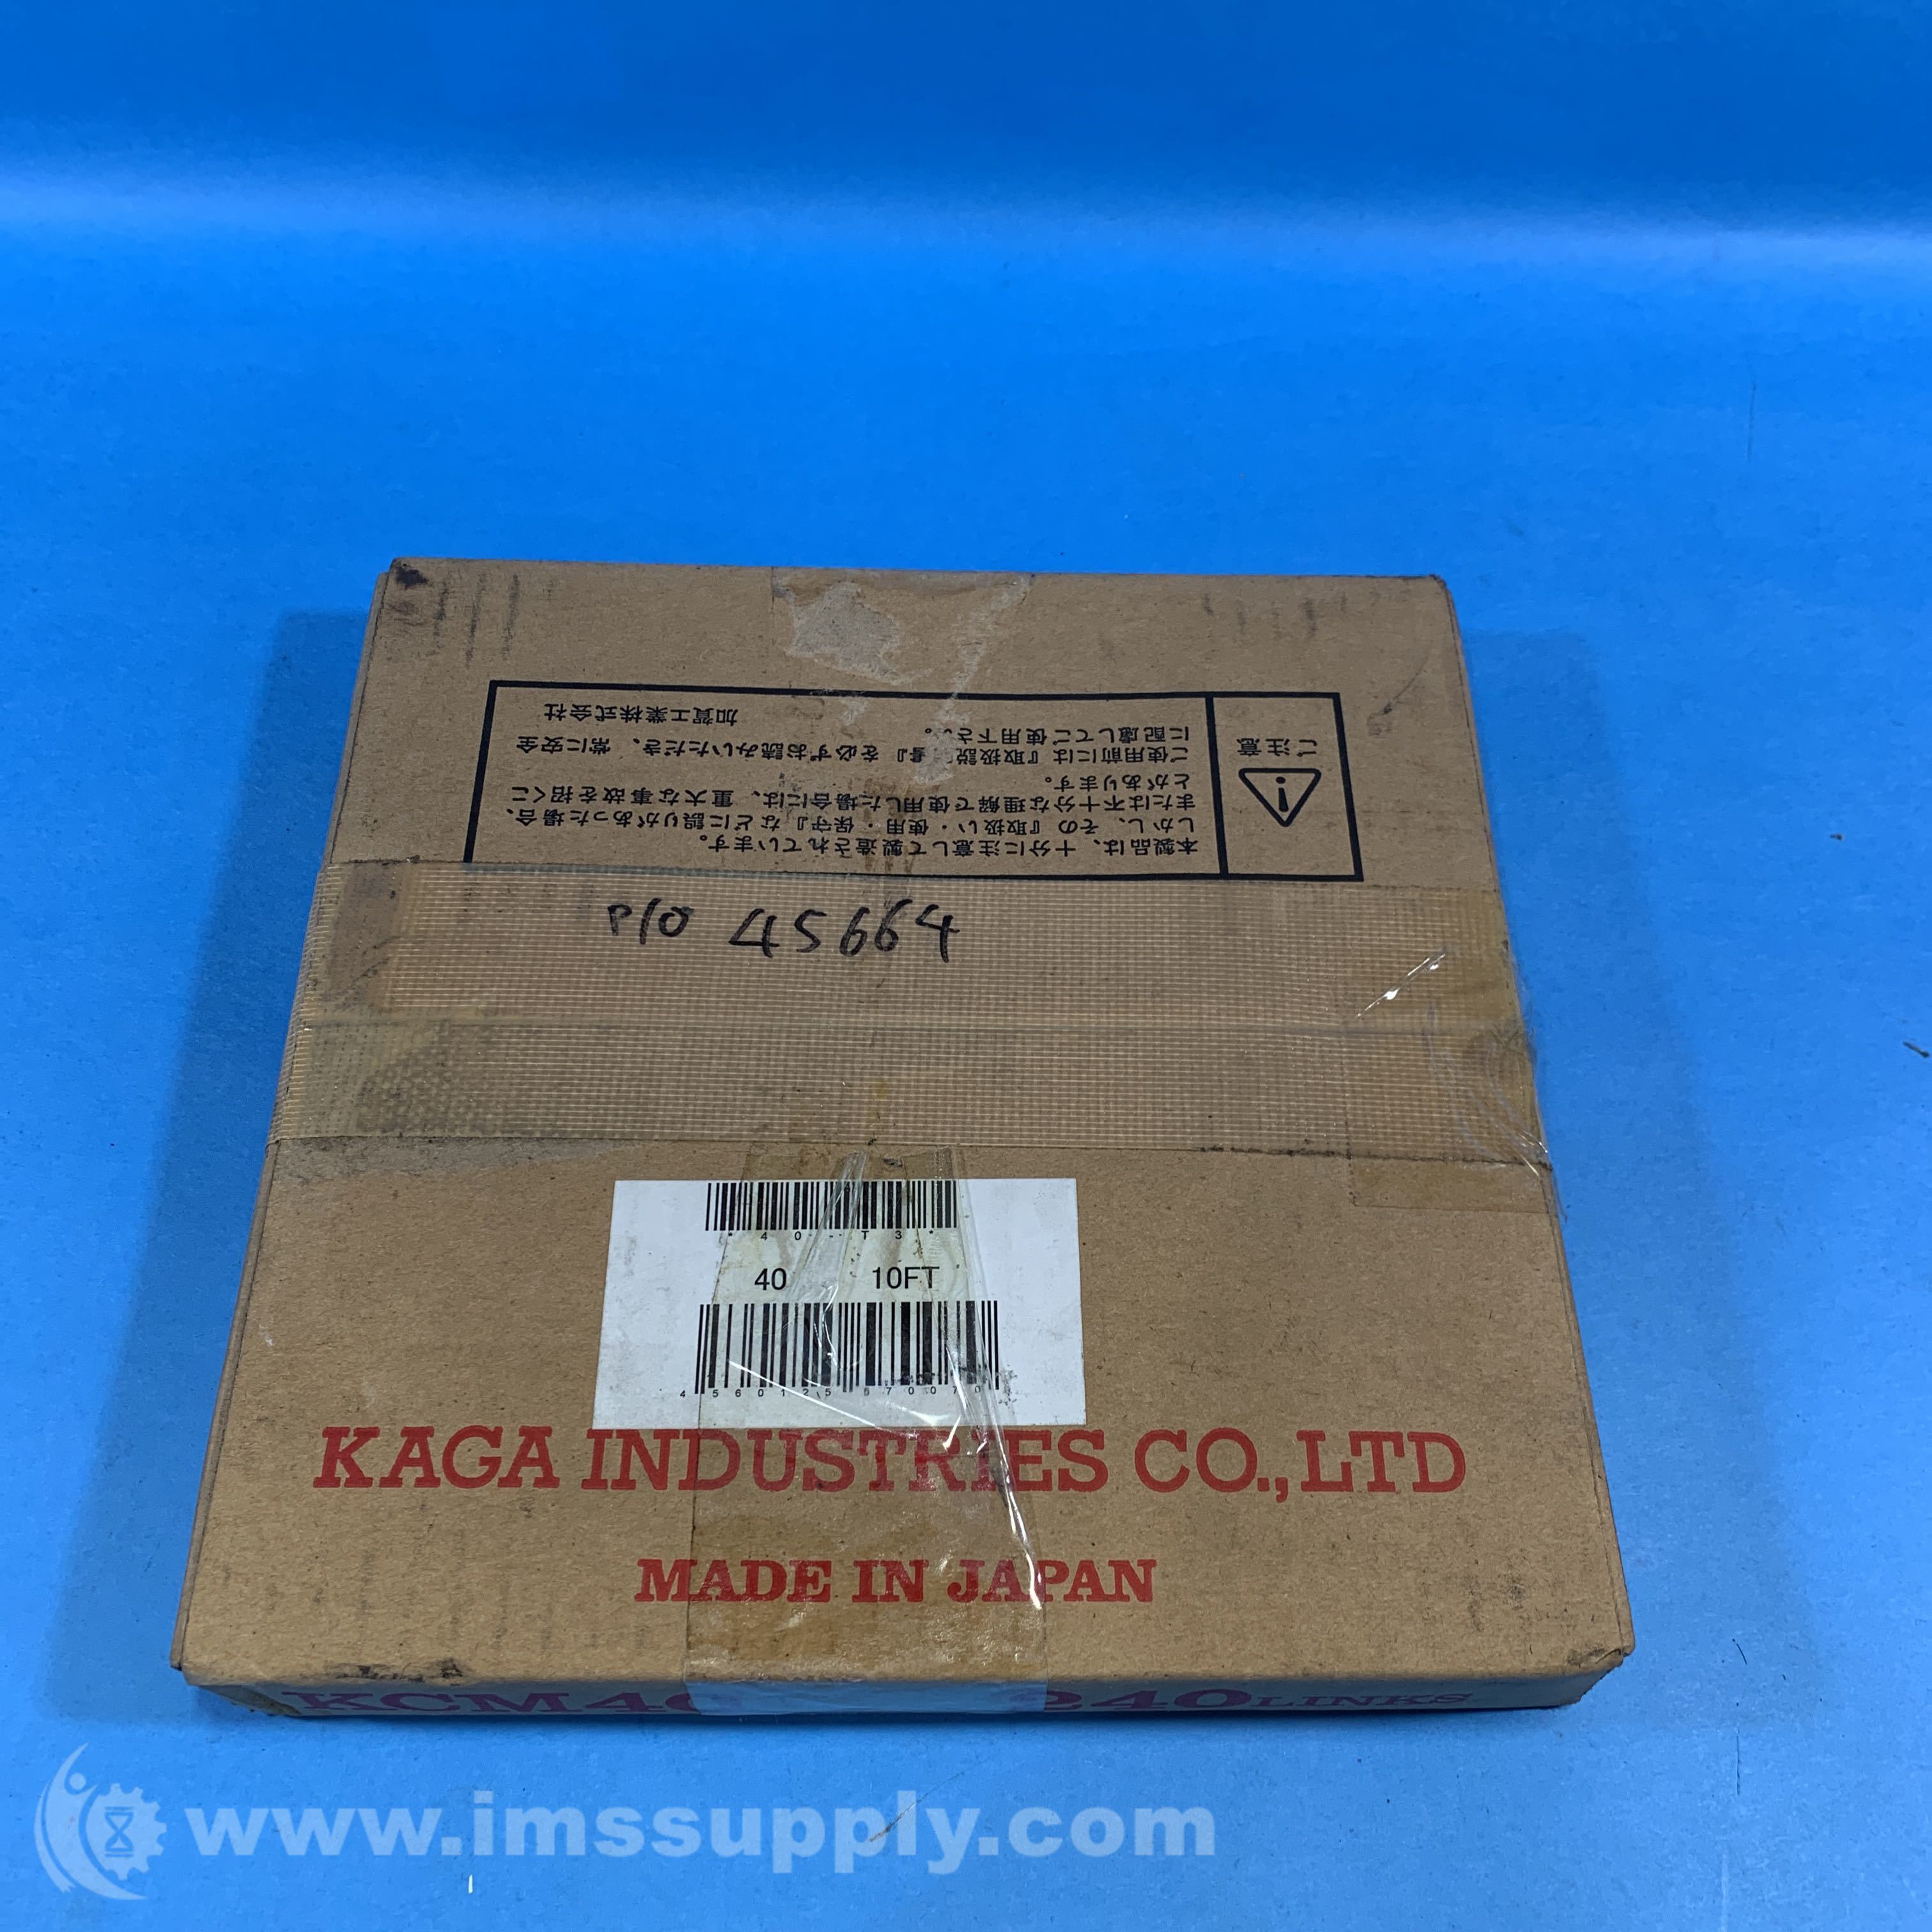 ご注意
本製品は、十分に注意して製造されています。
しかし、その『取扱い・使用・保守』などに誤りがあった場合、
または不十分な理解で使用した場合には、重大な事故を招くこ
とがあります。
ご使用前には『取扱説明書』を必ずお読みいただき、常に安全
に配慮してご使用下さい。
加賀工業株式会社
P/O 45664
*40--T3*
40 10FT
4 560125 570070
KAGA INDUSTRIES CO.,LTD
MADE IN JAPAN
240LINKS
www.imssupply.com